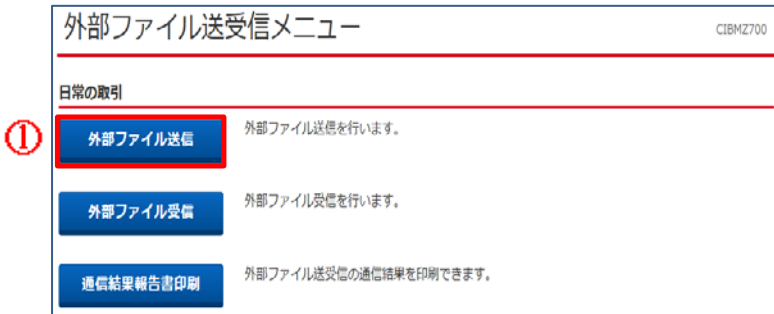 外部ファイル送受信メニュー CIBMZ700
日常の取引
① 外部ファイル送信 外部ファイル送信を行います。
外部ファイル受信 外部ファイル受信を行います。
通信結果報告書印刷 外部ファイル送受信の通信結果を印刷できます。